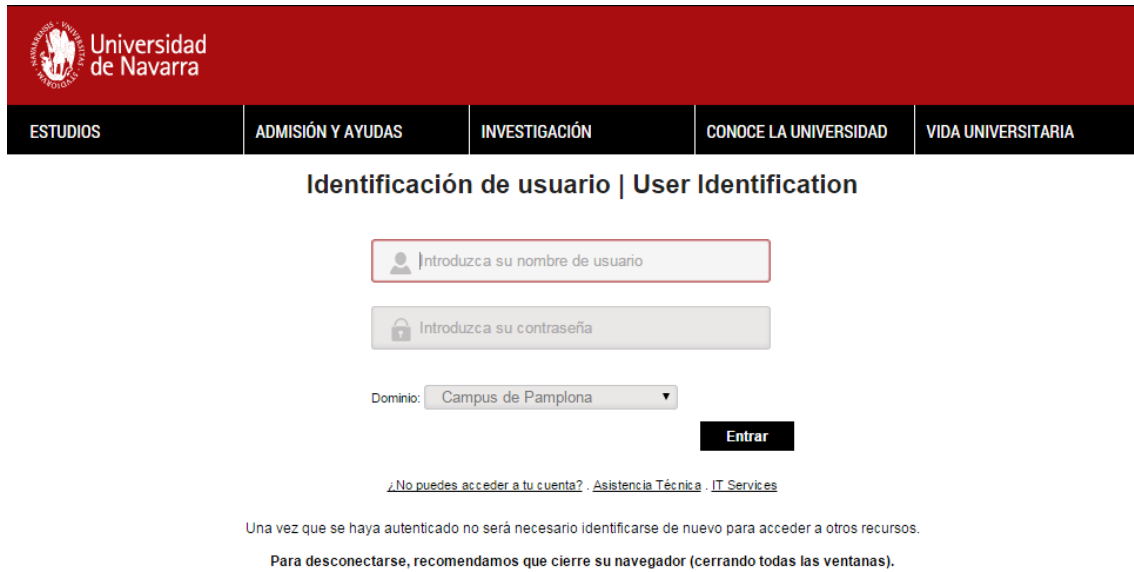 Universidad
de Navarra
ESTUDIOS
ADMISIÓN Y AYUDAS
INVESTIGACIÓN
CONOCE LA UNIVERSIDAD
VIDA UNIVERSITARIA
Identificación de usuario | User Identification
Introduzca su nombre de usuario
Introduzca su contraseña
Dominio: Campus de Pamplona
Entrar
¿No puedes acceder a tu cuenta? . Asistencia Técnica . IT Services
Una vez que se haya autenticado no será necesario identificarse de nuevo para acceder a otros recursos.
Para desconectarse, recomendamos que cierre su navegador (cerrando todas las ventanas).